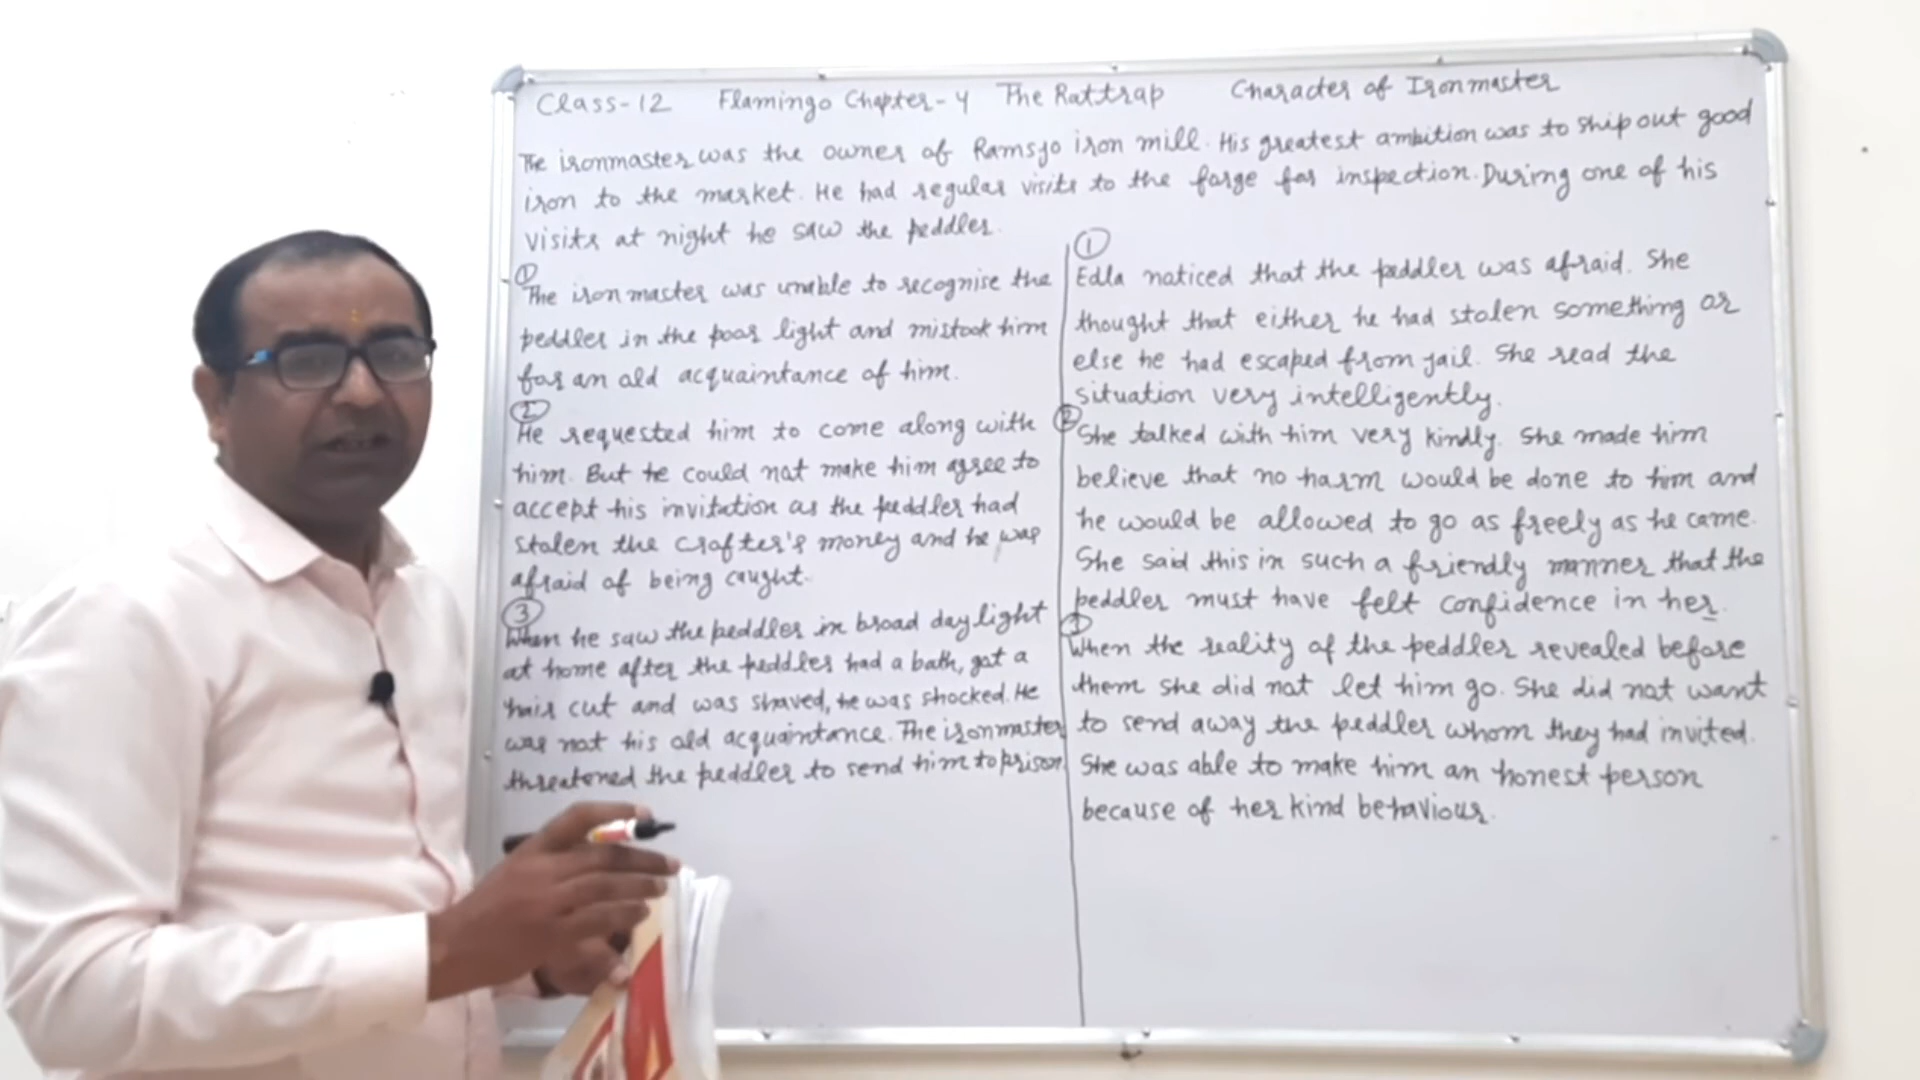 Class-12 Flamingo Chapter-4 The Rattrap Character of Ironmaster
The ironmaster was the owner of Ramsjo iron mill. His greatest ambition was to ship out good
iron to the market. He had regular visits to the forge for inspection. During one of his
visits at night he saw the peddler.
①
The ironmaster was unable to recognise the
peddler in the poor light and mistook him
for an old acquaintance of him.
②
He requested him to come along with
him. But he could not make him agree to
accept his invitation as the peddler had
stolen the crofter's money and he was
afraid of being caught.
③
When he saw the peddler in broad day light
at home after the peddler had a bath, got a
hair cut and was shaved, he was shocked. He
was not his old acquaintance. The ironmaster
threatened the peddler to send him to prison.
①
Edla noticed that the peddler was afraid. She
thought that either he had stolen something or
else he had escaped from jail. She read the
situation very intelligently.
② She talked with him very kindly. She made him
believe that no harm would be done to him and
he would be allowed to go as freely as he came.
She said this in such a friendly manner that the
peddler must have felt confidence in her.
③
When the reality of the peddler revealed before
them she did not let him go. She did not want
to send away the peddler whom they had invited.
She was able to make him an honest person
because of her kind behaviour.